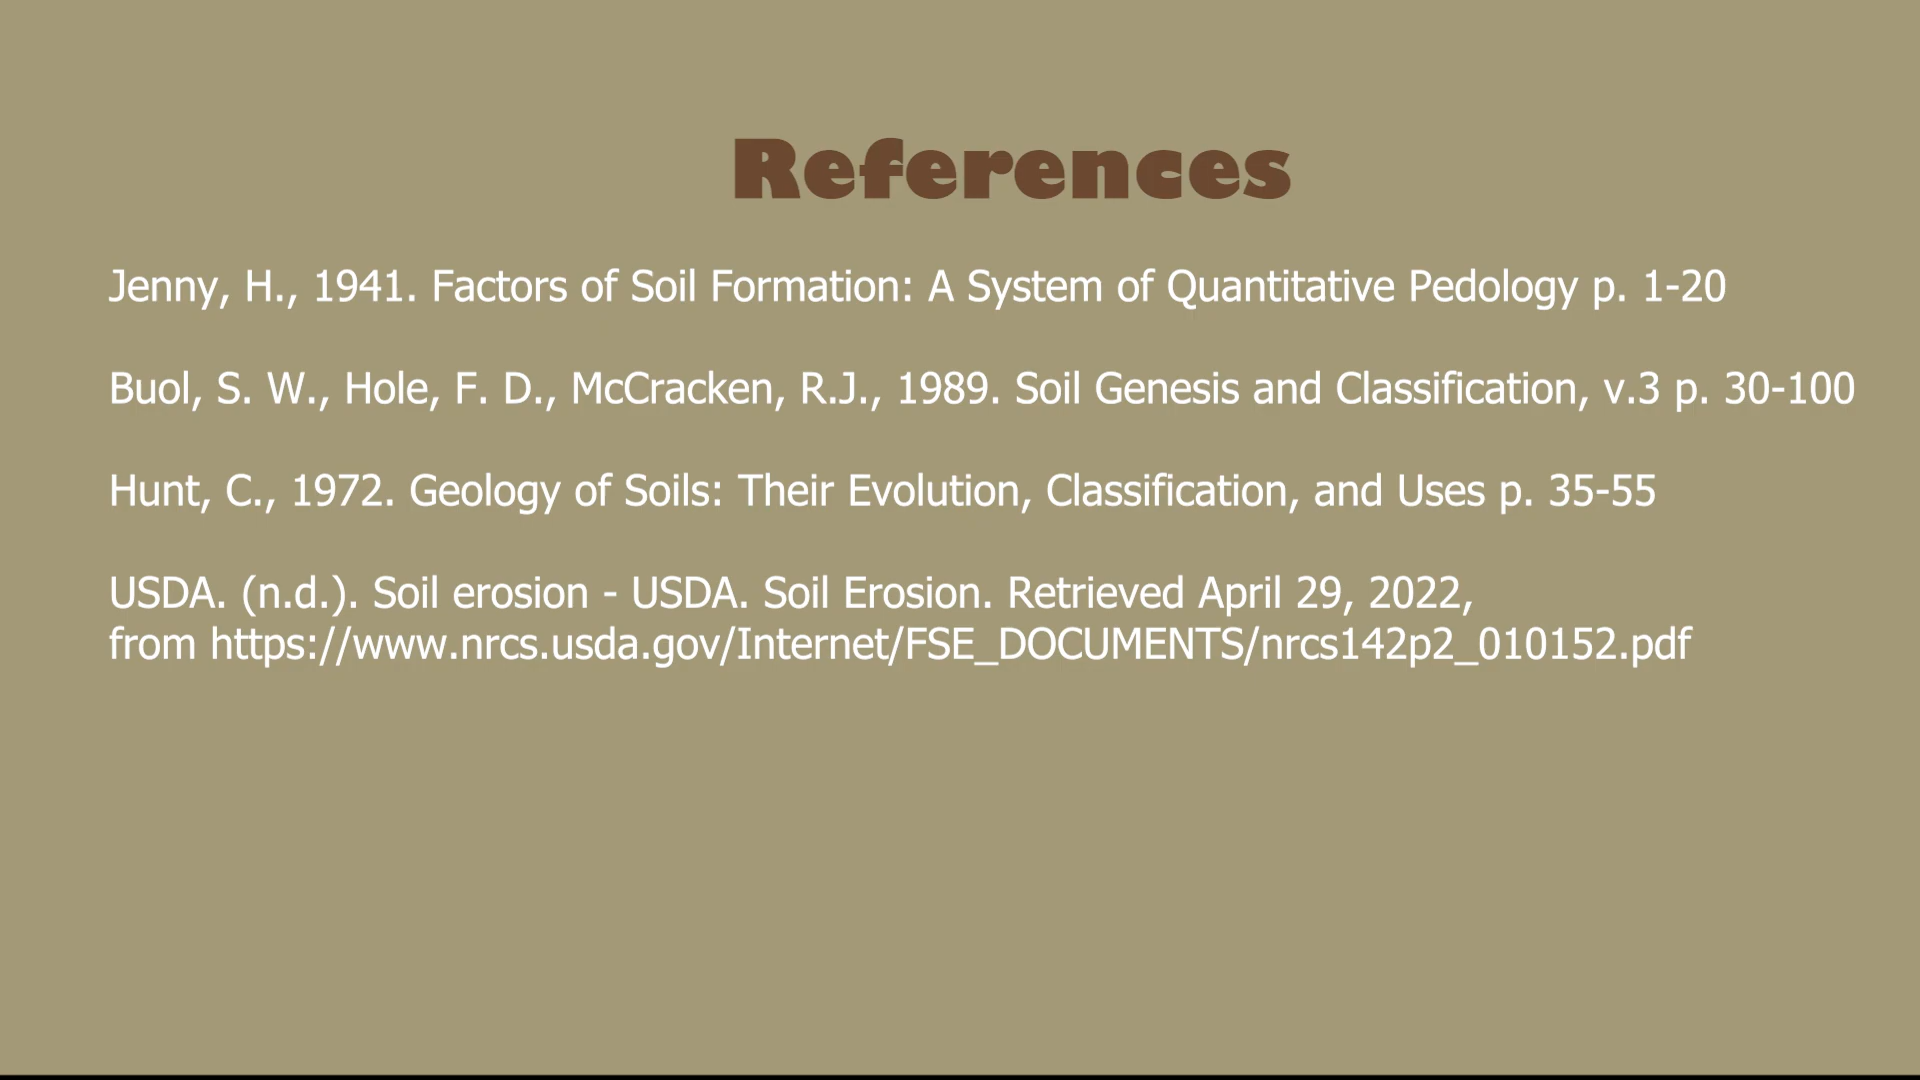 References
Jenny, H., 1941. Factors of Soil Formation: A System of Quantitative Pedology p. 1-20
Buol, S. W., Hole, F. D., McCracken, R.J., 1989. Soil Genesis and Classification, v.3 p. 30-100
Hunt, C., 1972. Geology of Soils: Their Evolution, Classification, and Uses p. 35-55
USDA. (n.d.). Soil erosion - USDA. Soil Erosion. Retrieved April 29, 2022,
from https://www.nrcs.usda.gov/Internet/FSE_DOCUMENTS/nrcs142p2_010152.pdf